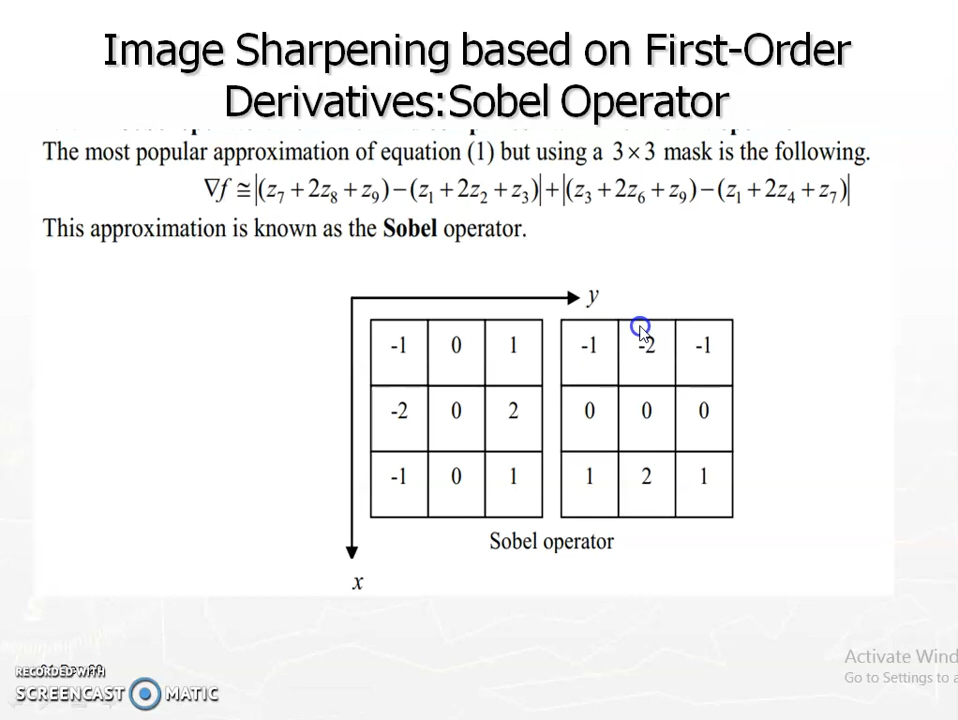 Image Sharpening based on First-Order
Derivatives:Sobel Operator
The most popular approximation of equation (1) but using a 3 × 3 mask is the following.
∇f ≅ |(z₇ + 2z₈ + z₉) − (z₁ + 2z₂ + z₃)| + |(z₃ + 2z₆ + z₉) − (z₁ + 2z₄ + z₇)|
This approximation is known as the Sobel operator.
y
-1 0 1 -1 -2 -1
-2 0 2 0 0 0
-1 0 1 1 2 1
Sobel operator
x
Activate Wind
Go to Settings to a
RECORDED WITH
SCREENCAST MATIC